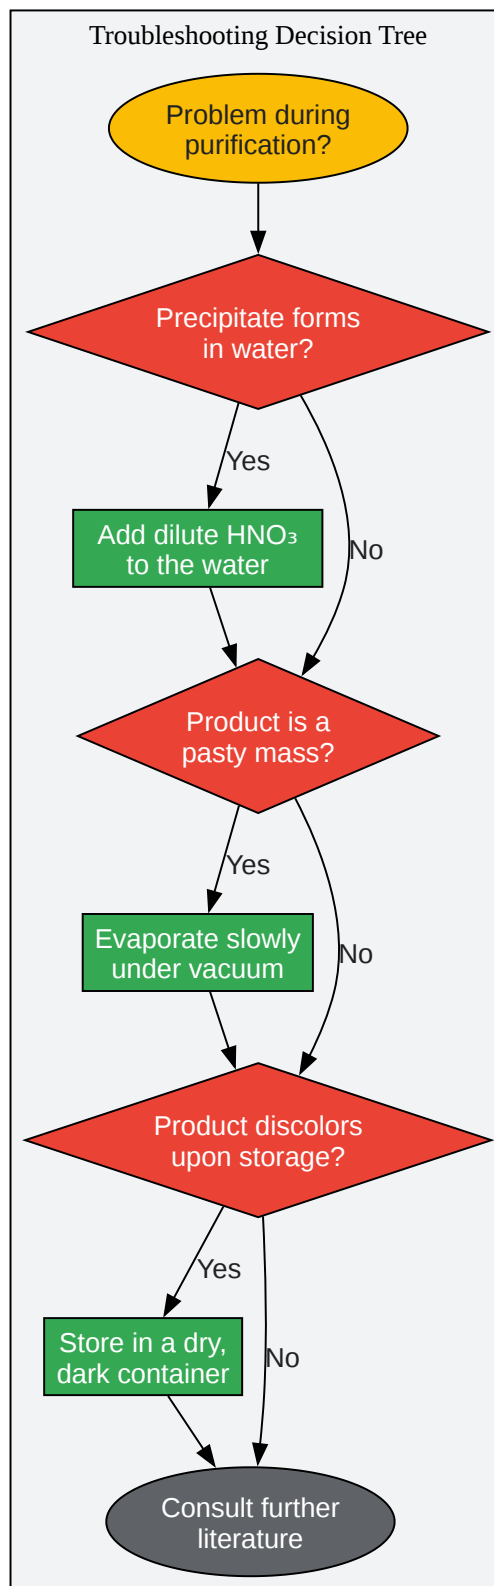 Troubleshooting Decision Tree
Problem during
purification?
Precipitate forms
in water?
Yes
Add dilute HNO₃
to the water
No
Product is a
pasty mass?
Yes
Evaporate slowly
under vacuum
No
Product discolors
upon storage?
Yes
Store in a dry,
dark container
No
Consult further
literature